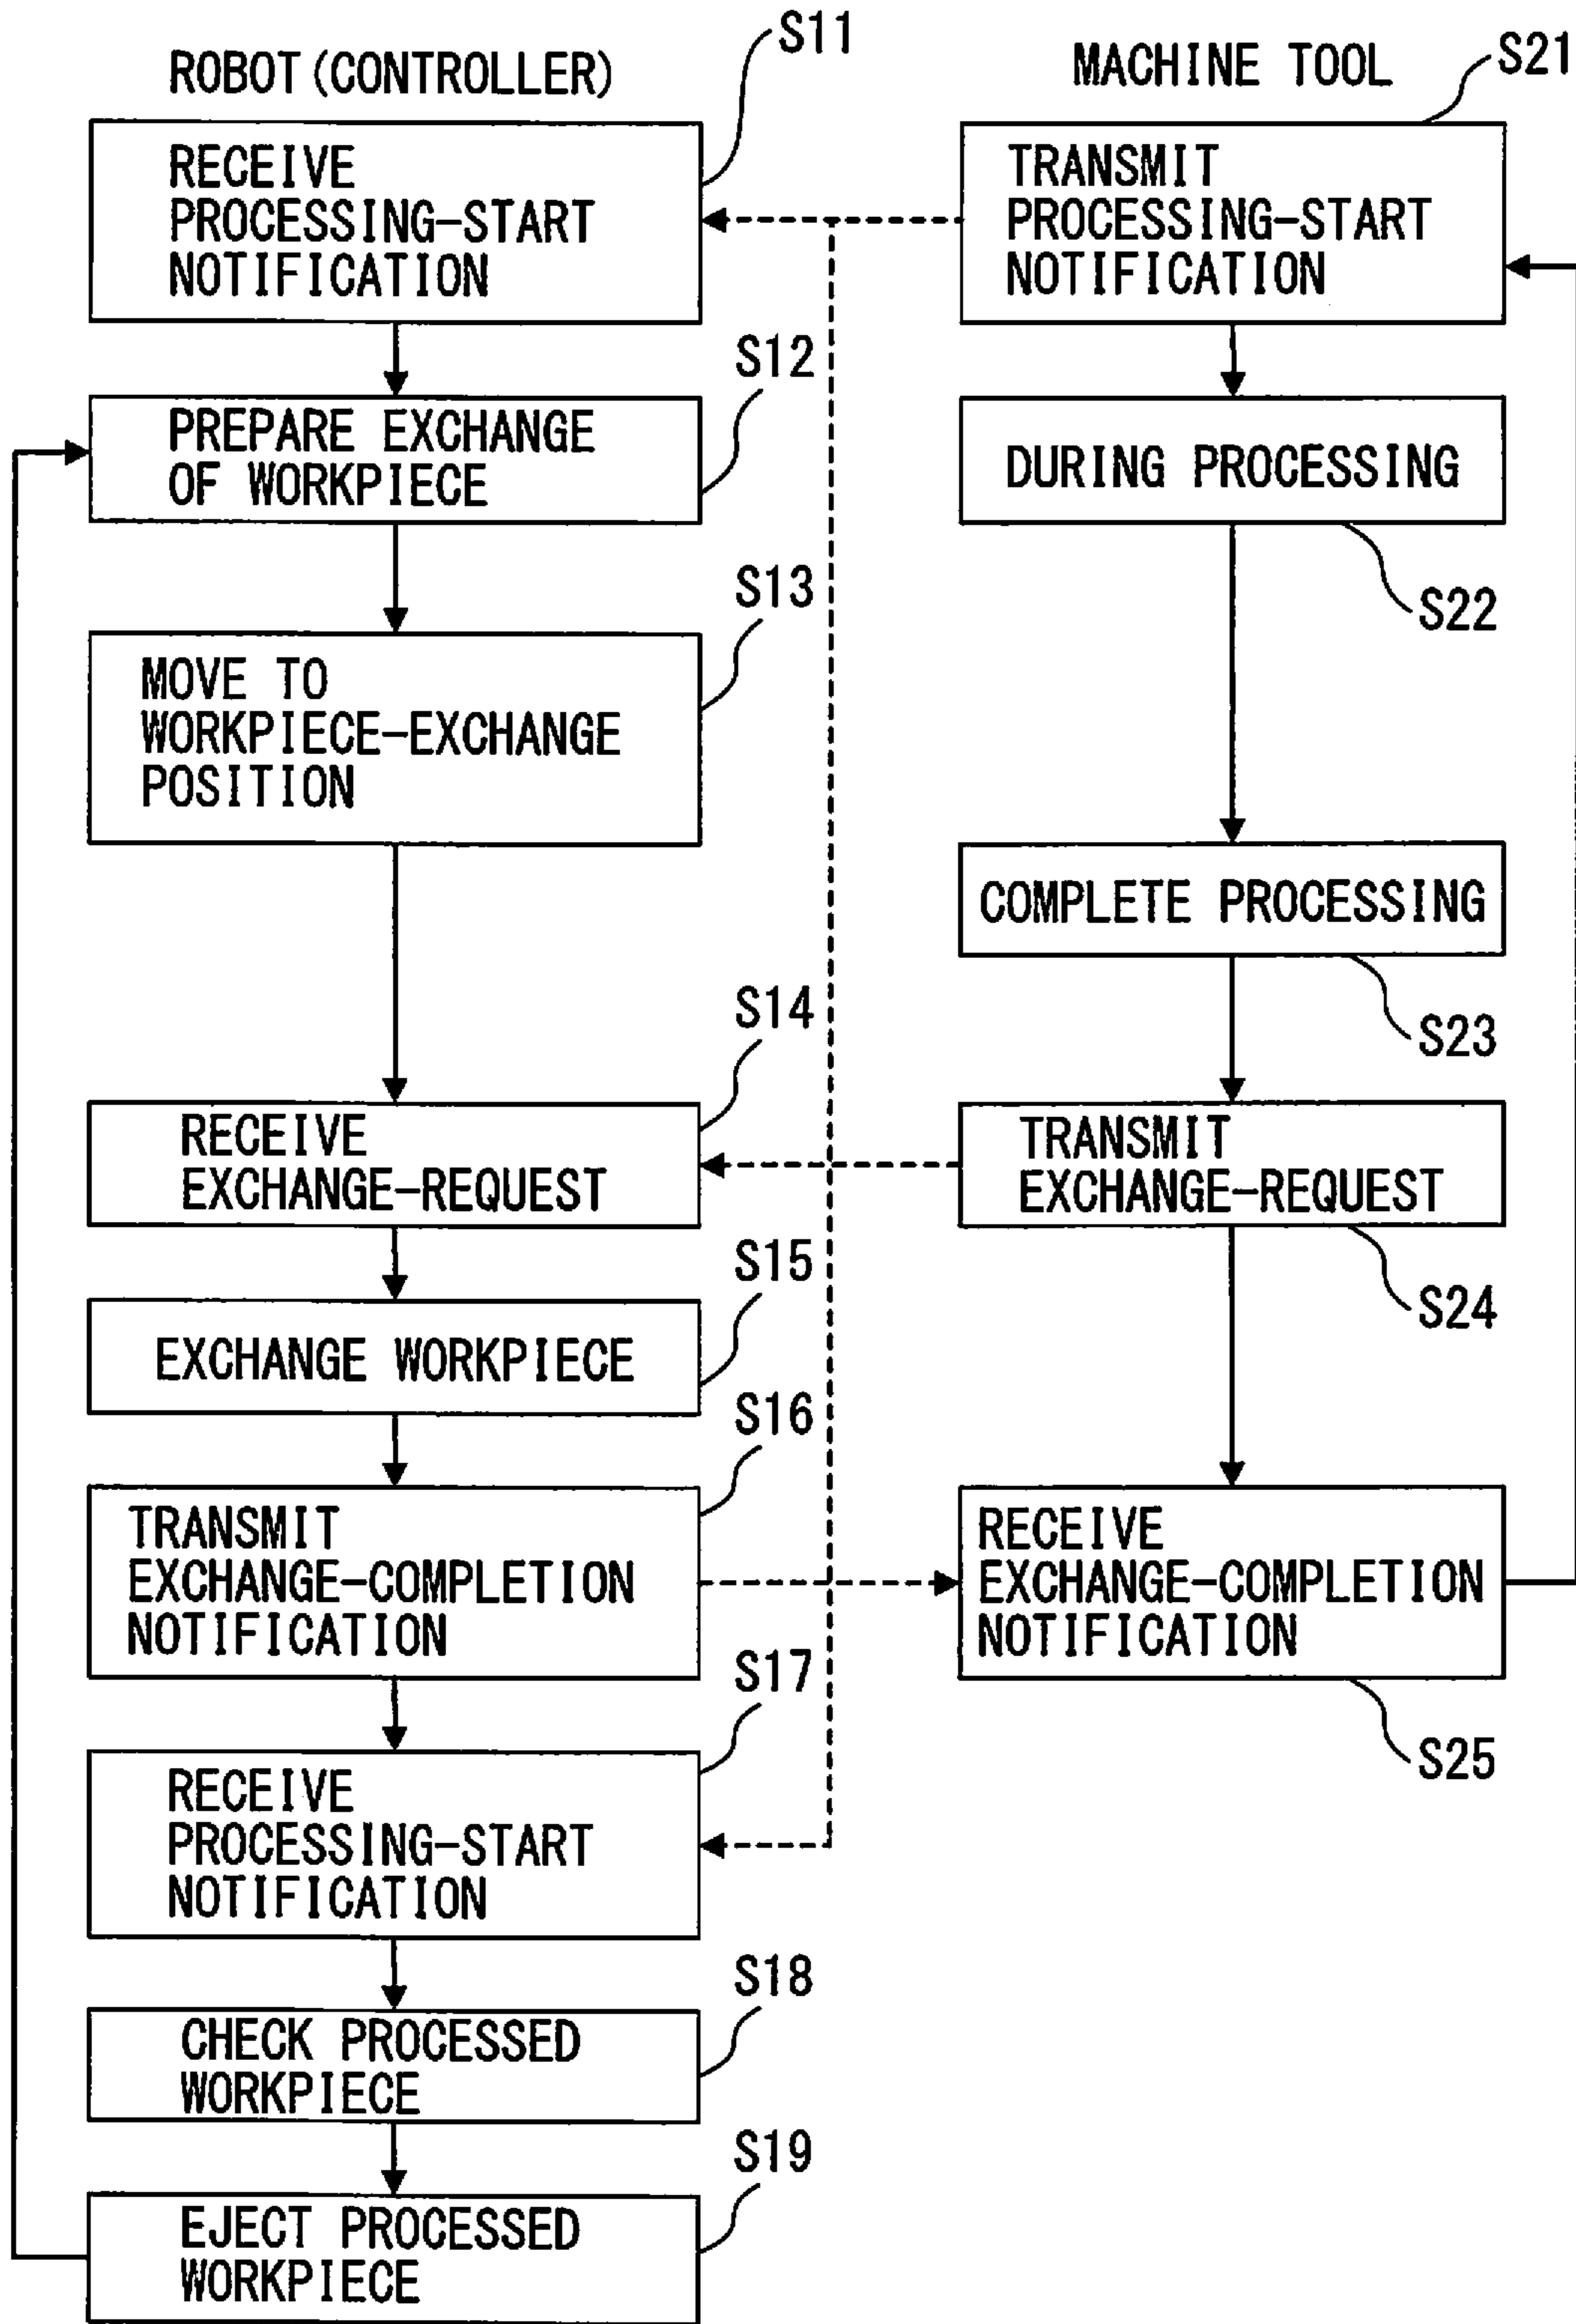 ROBOT(CONTROLLER)
S11
RECEIVE
PROCESSING-START
NOTIFICATION
S12
PREPARE EXCHANGE
OF WORKPIECE
S13
MOVE TO
WORKPIECE-EXCHANGE
POSITION
S14
RECEIVE
EXCHANGE-REQUEST
S15
EXCHANGE WORKPIECE
S16
TRANSMIT
EXCHANGE-COMPLETION
NOTIFICATION
S17
RECEIVE
PROCESSING-START
NOTIFICATION
S18
CHECK PROCESSED
WORKPIECE
S19
EJECT PROCESSED
WORKPIECE
MACHINE TOOL
S21
TRANSMIT
PROCESSING-START
NOTIFICATION
DURING PROCESSING
S22
COMPLETE PROCESSING
S23
TRANSMIT
EXCHANGE-REQUEST
S24
RECEIVE
EXCHANGE-COMPLETION
NOTIFICATION
S25